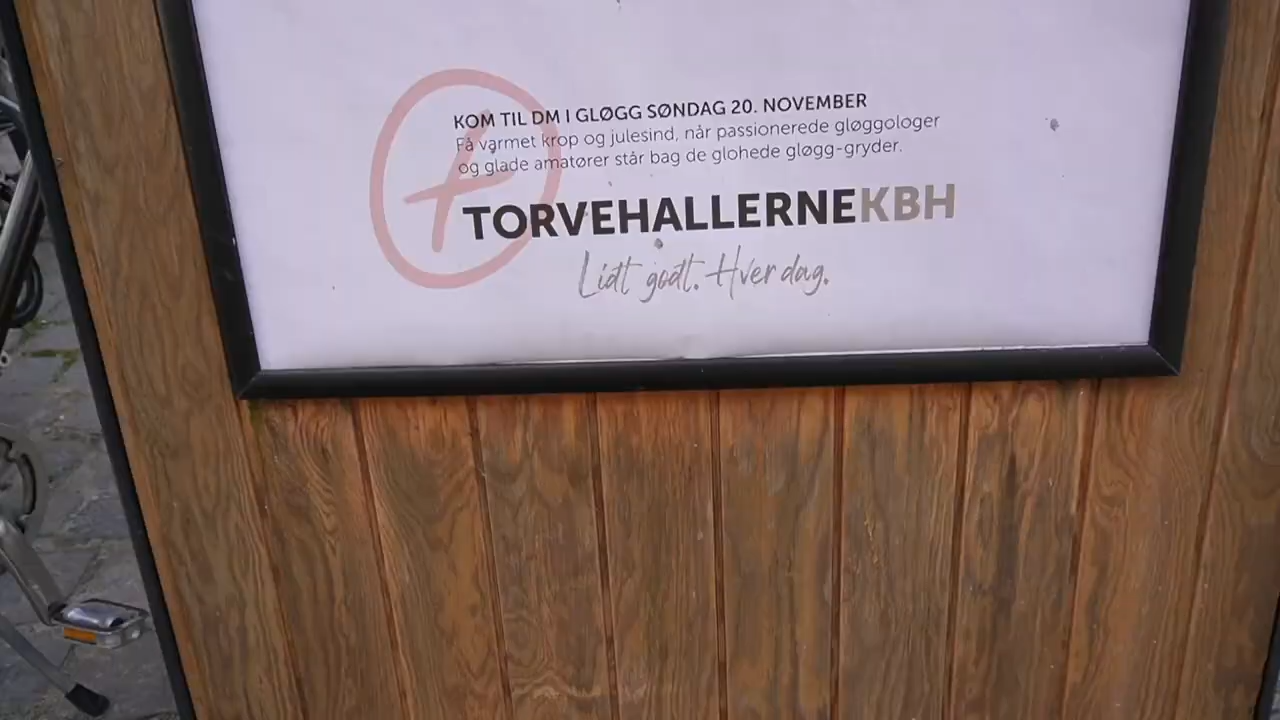 KOM TIL DM I GLØGG SØNDAG 20. NOVEMBER
Få varmet krop og julesind, når passionerede gløggologer
og glade amatører står bag de glohede gløgg-gryder.
TORVEHALLERNEKBH
Lidt godt. Hver dag.